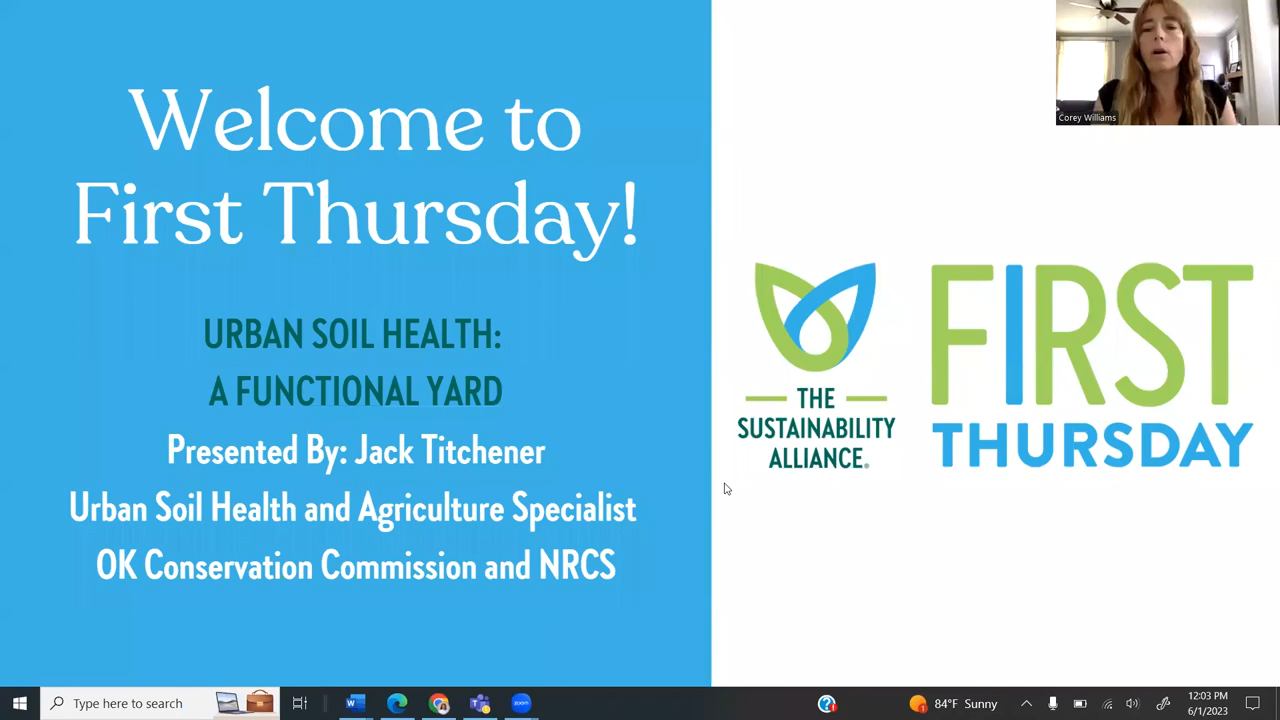 Welcome to
First Thursday!
URBAN SOIL HEALTH:
A FUNCTIONAL YARD
Presented By: Jack Titchener
Urban Soil Health and Agriculture Specialist
OK Conservation Commission and NRCS
Corey Williams
THE
SUSTAINABILITY
ALLIANCE®
FIRST
THURSDAY
Type here to search
zoom
84°F Sunny
12:03 PM
6/1/2023